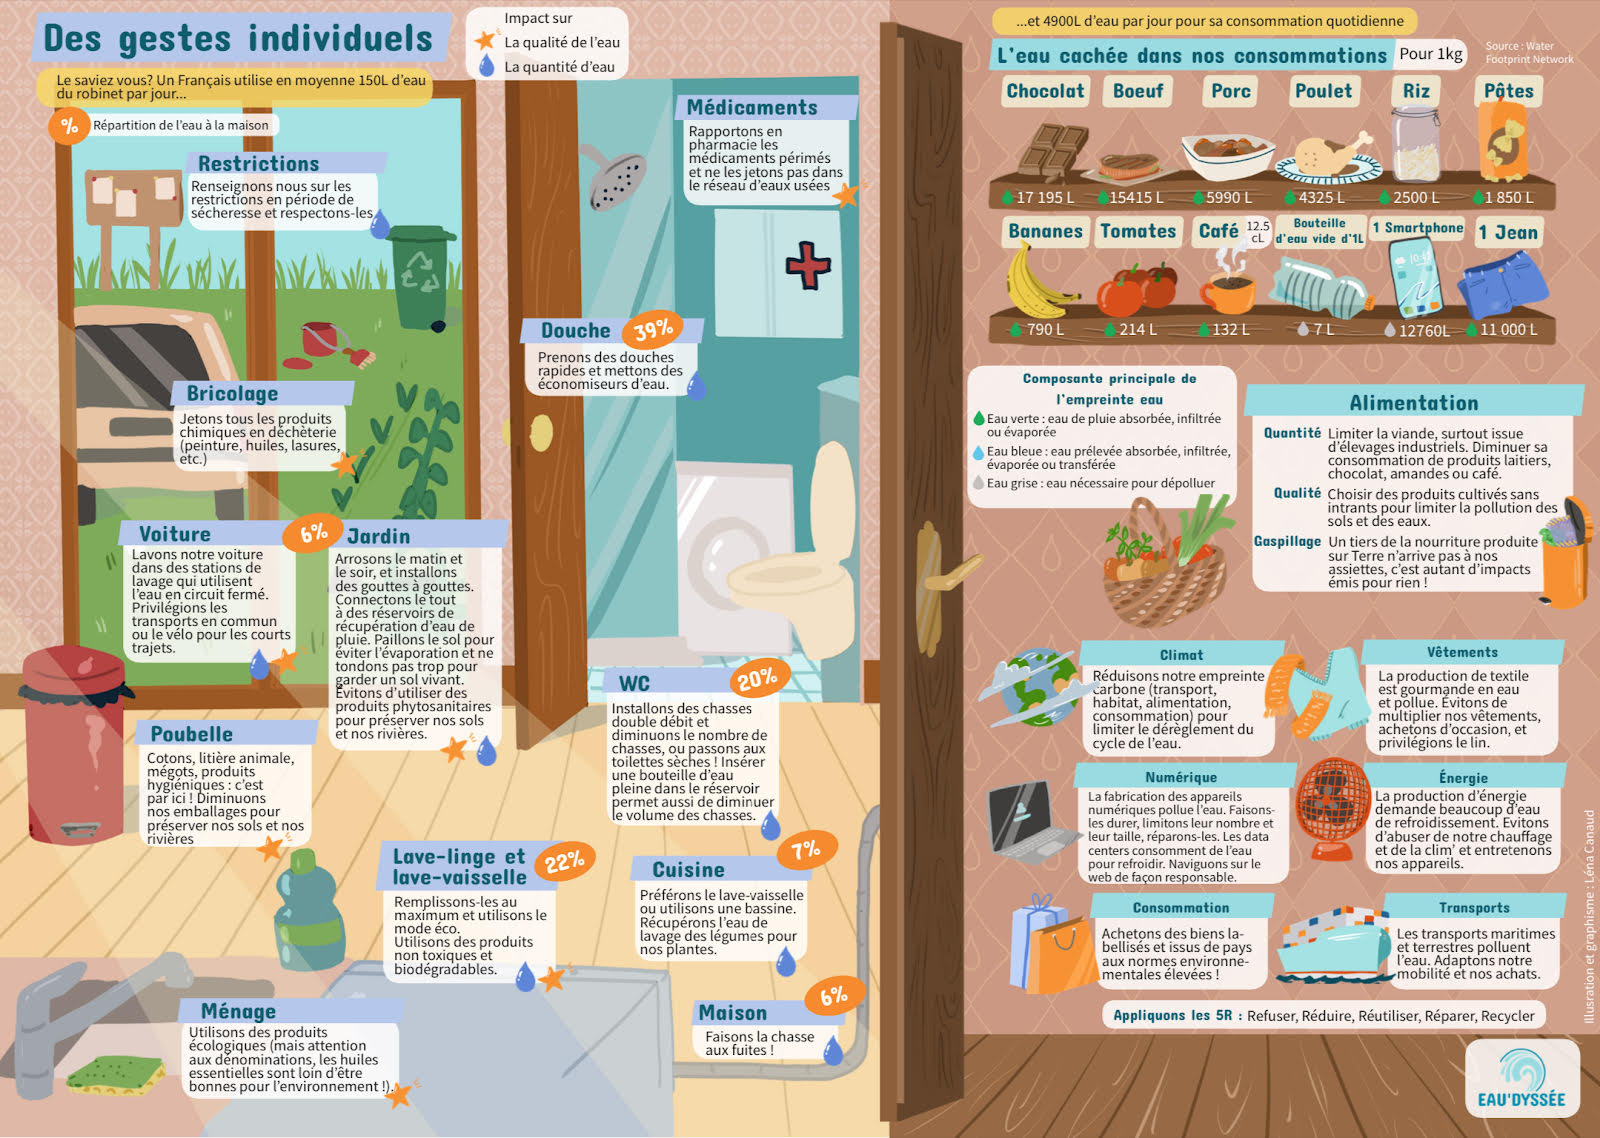 Des gestes individuels
Impact sur
La qualité de l'eau
La quantité d'eau
Le saviez vous? Un Français utilise en moyenne 150L d'eau
du robinet par jour...
%
Répartition de l'eau à la maison
Restrictions
Renseignons nous sur les
restrictions en période de
sécheresse et respectons-les
Médicaments
Rapportons en
pharmacie les
médicaments périmés
et ne les jetons pas dans
le réseau d'eaux usées
Douche 39%
Prenons des douches
rapides et mettons des
économiseurs d'eau.
Bricolage
Jetons tous les produits
chimiques en déchèterie
(peinture, huiles, lasures,
etc.)
Voiture
Lavons notre voiture
dans des stations de
lavage qui utilisent
l'eau en circuit fermé.
Privilégions les
transports en commun
ou le vélo pour les courts
trajets.
6% Jardin
Arrosons le matin et
le soir, et installons
des gouttes à gouttes.
Connectons le tout
à des réservoirs de
récupération d'eau de
pluie. Paillons le sol pour
éviter l'évaporation et ne
tondons pas trop pour
garder un sol vivant.
Évitons d'utiliser des
produits phytosanitaires
pour préserver nos sols
et nos rivières.
WC 20%
Installons des chasses
double débit et
diminuons le nombre de
chasses, ou passons aux
toilettes sèches ! Insérer
une bouteille d'eau
pleine dans le réservoir
permet aussi de diminuer
le volume des chasses.
Poubelle
Cotons, litière animale,
mégots, produits
hygiéniques : c'est
par ici ! Diminuons
nos emballages pour
préserver nos sols et nos
rivières
Lave-linge et
lave-vaisselle 22%
Remplissons-les au
maximum et utilisons le
mode éco.
Utilisons des produits
non toxiques et
biodégradables.
Cuisine 7%
Préférons le lave-vaisselle
ou utilisons une bassine.
Récupérons l'eau de
lavage des légumes pour
nos plantes.
Ménage
Utilisons des produits
écologiques (mais attention
aux dénominations, les huiles
essentielles sont loin d'être
bonnes pour l'environnement !).
Maison 6%
Faisons la chasse
aux fuites !
...et 4900L d'eau par jour pour sa consommation quotidienne
L'eau cachée dans nos consommations Pour 1kg
Source : Water
Footprint Network
Chocolat Boeuf Porc Poulet Riz Pâtes
17 195 L 15415 L 5990 L 4325 L 2500 L 1 850 L
Bananes Tomates Café 12.5 cL Bouteille d'eau vide d'1L 1 Smartphone 1 Jean
10:45
790 L 214 L 132 L 7 L 12760L 11 000 L
Composante principale de
l'empreinte eau
Eau verte : eau de pluie absorbée, infiltrée
ou évaporée
Eau bleue : eau prélevée absorbée, infiltrée,
évaporée ou transférée
Eau grise : eau nécessaire pour dépolluer
Alimentation
Quantité Limiter la viande, surtout issue
d'élevages industriels. Diminuer sa
consommation de produits laitiers,
chocolat, amandes ou café.
Qualité Choisir des produits cultivés sans
intrants pour limiter la pollution des
sols et des eaux.
Gaspillage Un tiers de la nourriture produite
sur Terre n'arrive pas à nos
assiettes, c'est autant d'impacts
émis pour rien !
Climat
Réduisons notre empreinte
carbone (transport,
habitat, alimentation,
consommation) pour
limiter le dérèglement du
cycle de l'eau.
Vêtements
La production de textile
est gourmande en eau
et pollue. Évitons de
multiplier nos vêtements,
achetons d'occasion, et
privilégions le lin.
Numérique
La fabrication des appareils
numériques pollue l'eau. Faisons-
les durer, limitons leur nombre et
leur taille, réparons-les. Les data
centers consomment de l'eau
pour refroidir. Naviguons sur le
web de façon responsable.
Énergie
La production d'énergie
demande beaucoup d'eau
de refroidissement. Evitons
d'abuser de notre chauffage
et de la clim' et entretenons
nos appareils.
Consommation
Achetons des biens la-
bellisés et issus de pays
aux normes environne-
mentales élevées !
Transports
Les transports maritimes
et terrestres polluent
l'eau. Adaptons notre
mobilité et nos achats.
Appliquons les 5R : Refuser, Réduire, Réutiliser, Réparer, Recycler
Illusration et graphisme : Léna Canaud
EAU'DYSSÉE